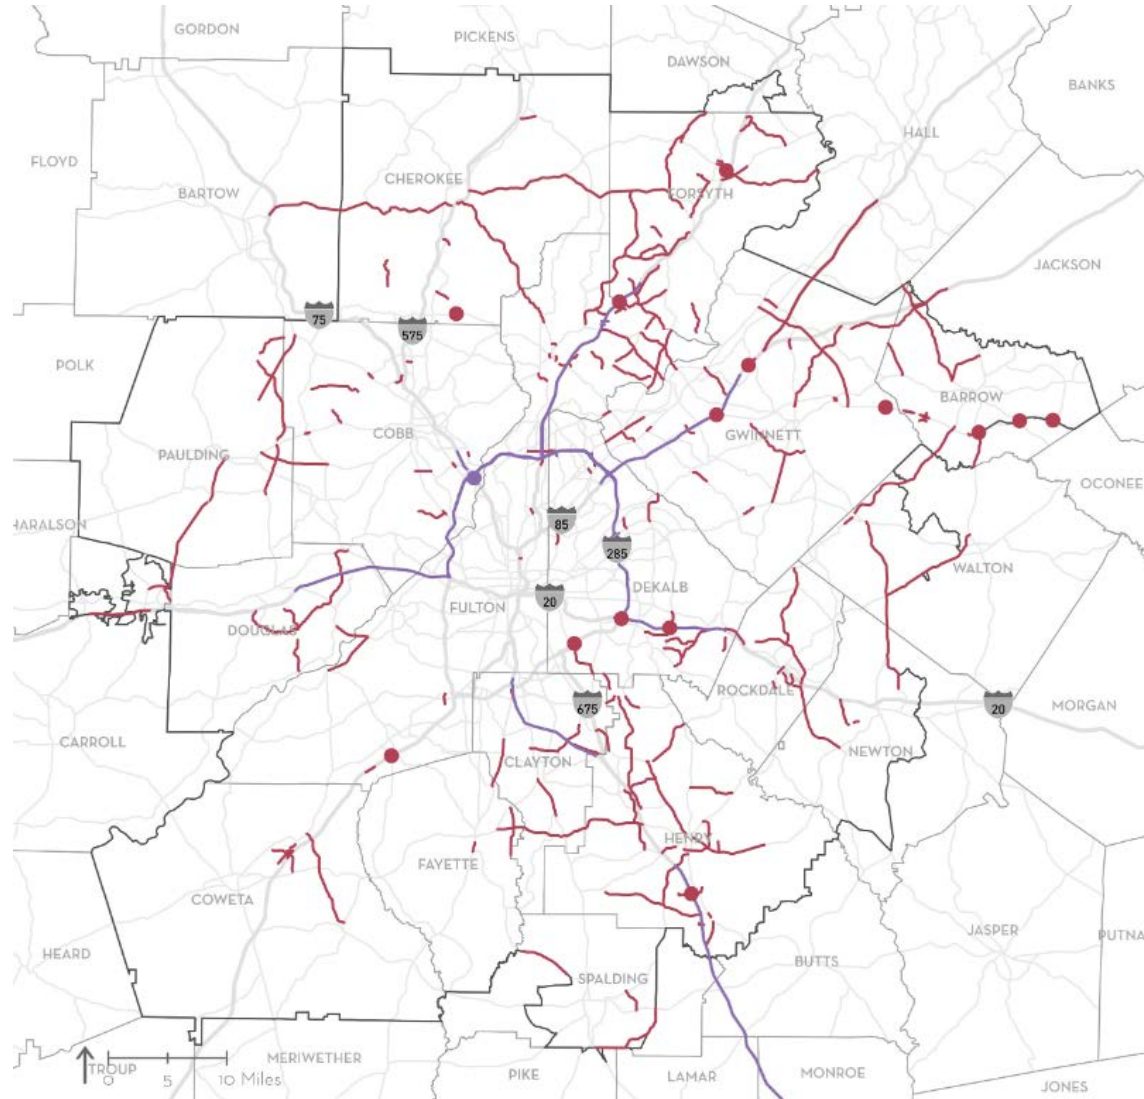 GORDON
PICKENS
DAWSON
BANKS
HALL
FLOYD
CHEROKEE
BARTOW
FORSYTH
JACKSON
75
575
POLK
BARROW
COBB
GWINNETT
PAULDING
OCONEE
85
HARALSON
285
WALTON
DEKALB
20
FULTON
DOUGLAS
ROCKDALE
675
20
MORGAN
CARROLL
NEWTON
CLAYTON
HENRY
FAYETTE
COWETA
JASPER
PUTNA
HEARD
BUTTS
SPALDING
MERIWETHER
TROUP
0 5 10 Miles
PIKE
LAMAR
MONROE
JONES